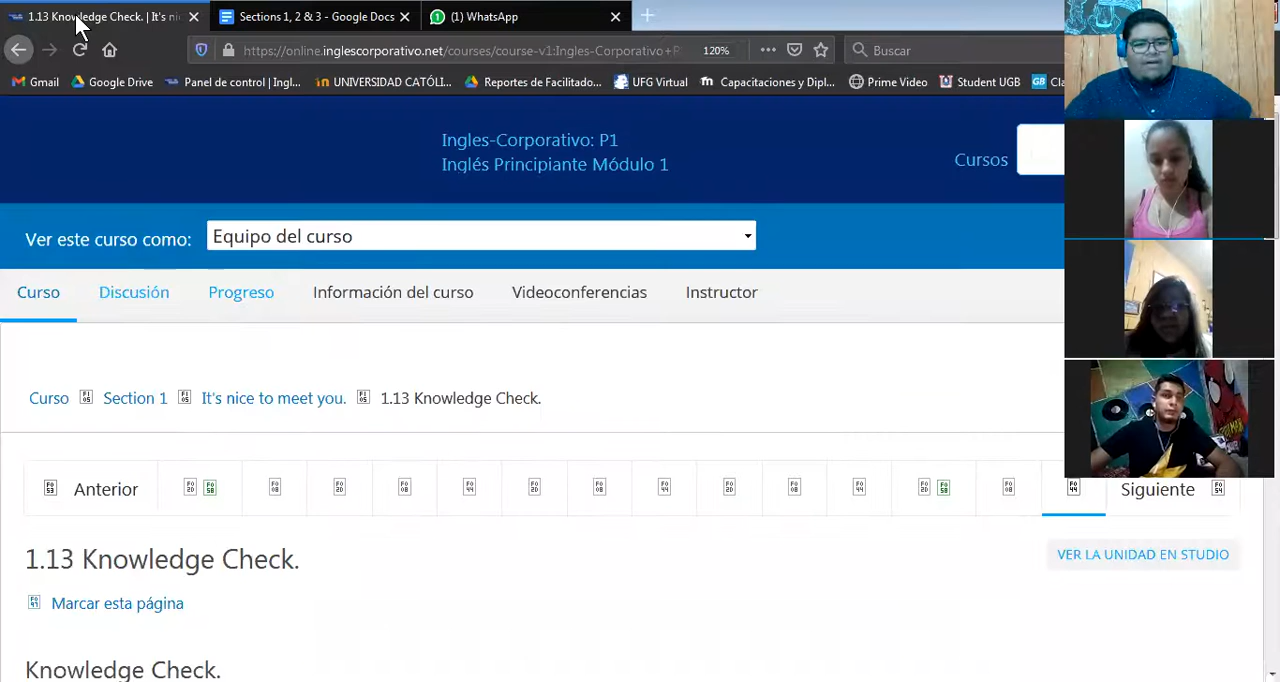 1.13 Knowledge Check. | It's ni
Sections 1, 2 & 3 - Google Docs
(1) WhatsApp
https://online.inglescorporativo.net/courses/course-v1:Ingles-Corporativo+P
120%
Buscar
Gmail
Google Drive
Panel de control | Ingl...
UNIVERSIDAD CATÓLI...
Reportes de Facilitado...
UFG Virtual
Capacitaciones y Dipl...
Prime Video
Student UGB
Cla
Ingles-Corporativo: P1
Inglés Principiante Módulo 1
Cursos
Ver este curso como:
Equipo del curso
Curso
Discusión
Progreso
Información del curso
Videoconferencias
Instructor
Curso Section 1 It's nice to meet you. 1.13 Knowledge Check.
Anterior
Siguiente
1.13 Knowledge Check.
VER LA UNIDAD EN STUDIO
Marcar esta página
Knowledge Check.